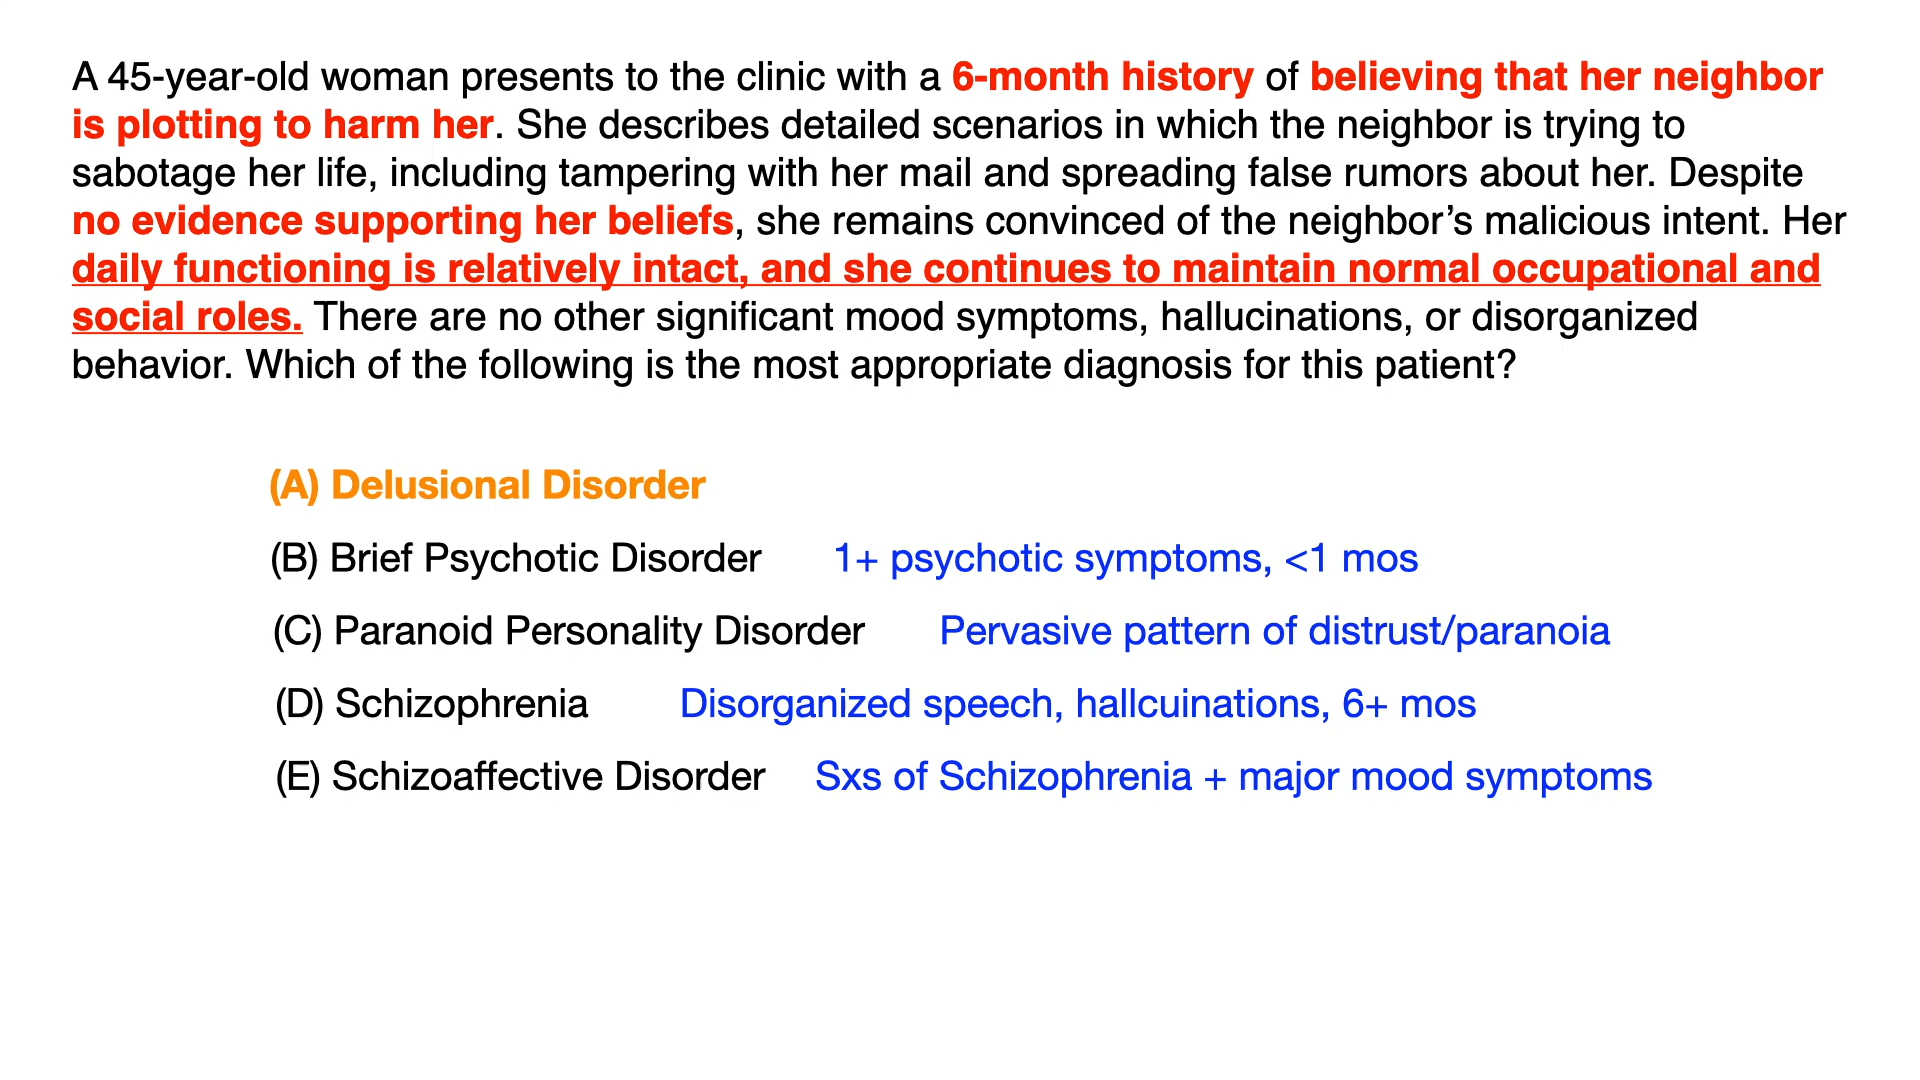 A 45-year-old woman presents to the clinic with a 6-month history of believing that her neighbor
is plotting to harm her. She describes detailed scenarios in which the neighbor is trying to
sabotage her life, including tampering with her mail and spreading false rumors about her. Despite
no evidence supporting her beliefs, she remains convinced of the neighbor’s malicious intent. Her
daily functioning is relatively intact, and she continues to maintain normal occupational and
social roles. There are no other significant mood symptoms, hallucinations, or disorganized
behavior. Which of the following is the most appropriate diagnosis for this patient?
(A) Delusional Disorder
(B) Brief Psychotic Disorder 1+ psychotic symptoms, <1 mos
(C) Paranoid Personality Disorder Pervasive pattern of distrust/paranoia
(D) Schizophrenia Disorganized speech, hallcuinations, 6+ mos
(E) Schizoaffective Disorder Sxs of Schizophrenia + major mood symptoms